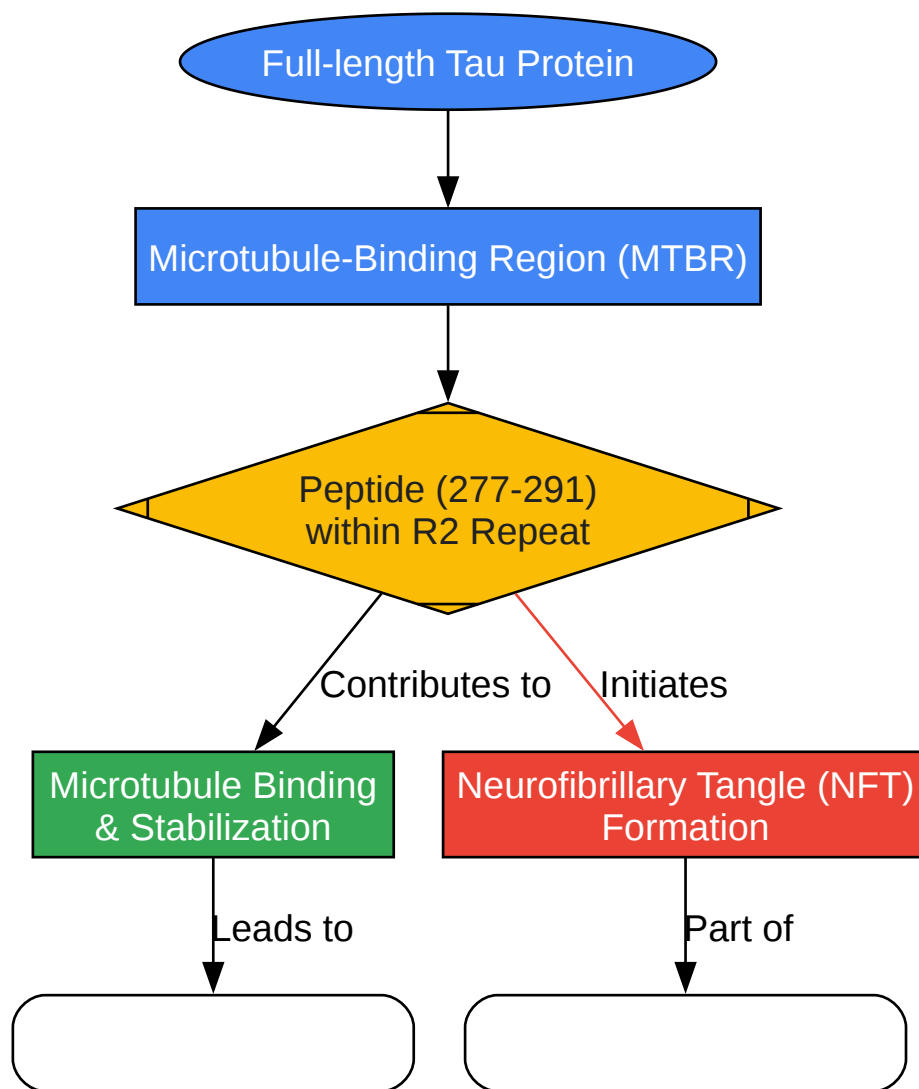 Full-length Tau Protein
Microtubule-Binding Region (MTBR)
Peptide (277-291)
within R2 Repeat
Contributes to
Initiates
Microtubule Binding
& Stabilization
Neurofibrillary Tangle (NFT)
Formation
Leads to
Part of